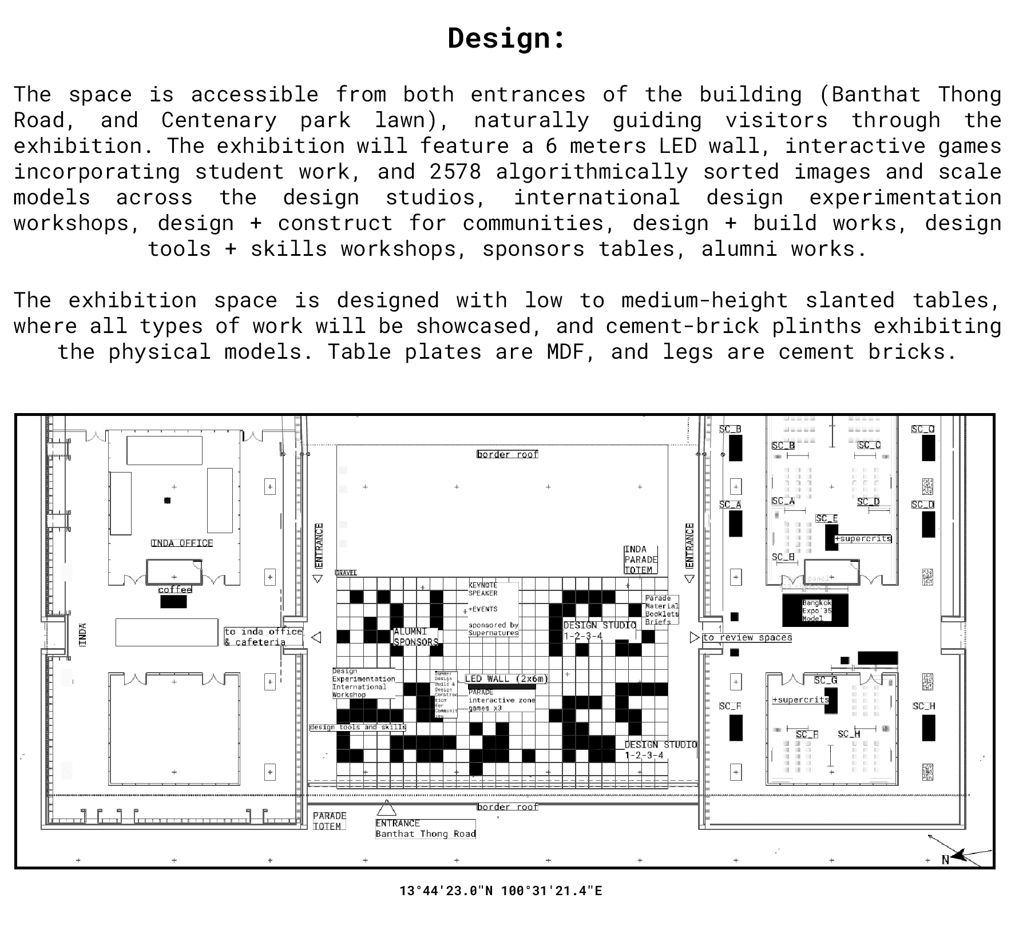 Design:
The space is accessible from both entrances of the building (Banthat Thong
Road, and Centenary park lawn), naturally guiding visitors through the
exhibition. The exhibition will feature a 6 meters LED wall, interactive games
incorporating student work, and 2578 algorithmically sorted images and scale
models across the design studios, international design experimentation
workshops, design + construct for communities, design + build works, design
tools + skills workshops, sponsors tables, alumni works.
The exhibition space is designed with low to medium-height slanted tables,
where all types of work will be showcased, and cement-brick plinths exhibiting
the physical models. Table plates are MDF, and legs are cement bricks.
border roof
SC_B
SC_C
SC_B
SC_C
SC_A
SC_D
SC_A
SC_D
SC_E
+supercrits
SC_E
INDA OFFICE
ENTRANCE
ENTRANCE
INDA
PARADE
TOTEM
GRAVEL
coffee
KEYNOTE
SPEAKER
+EVENTS
sponsored by
Supernatures
Parade
Material
Booklets
Briefs
Bangkok
Expo'35
Model
INDA
to inda office
& cafeteria
ALUMNI
SPONSORS
DESIGN STUDIO
1-2-3-4
to review spaces
Design
Experimentation
International
Workshop
LED WALL (2x6m)
PARADE
interactive zone
games x3
SC_G
+supercrits
SC_F
SC_H
SC_F
SC_H
design tools and skills
DESIGN STUDIO
1-2-3-4
border roof
PARADE
TOTEM
ENTRANCE
Banthat Thong Road
N
13°44'23.0"N 100°31'21.4"E